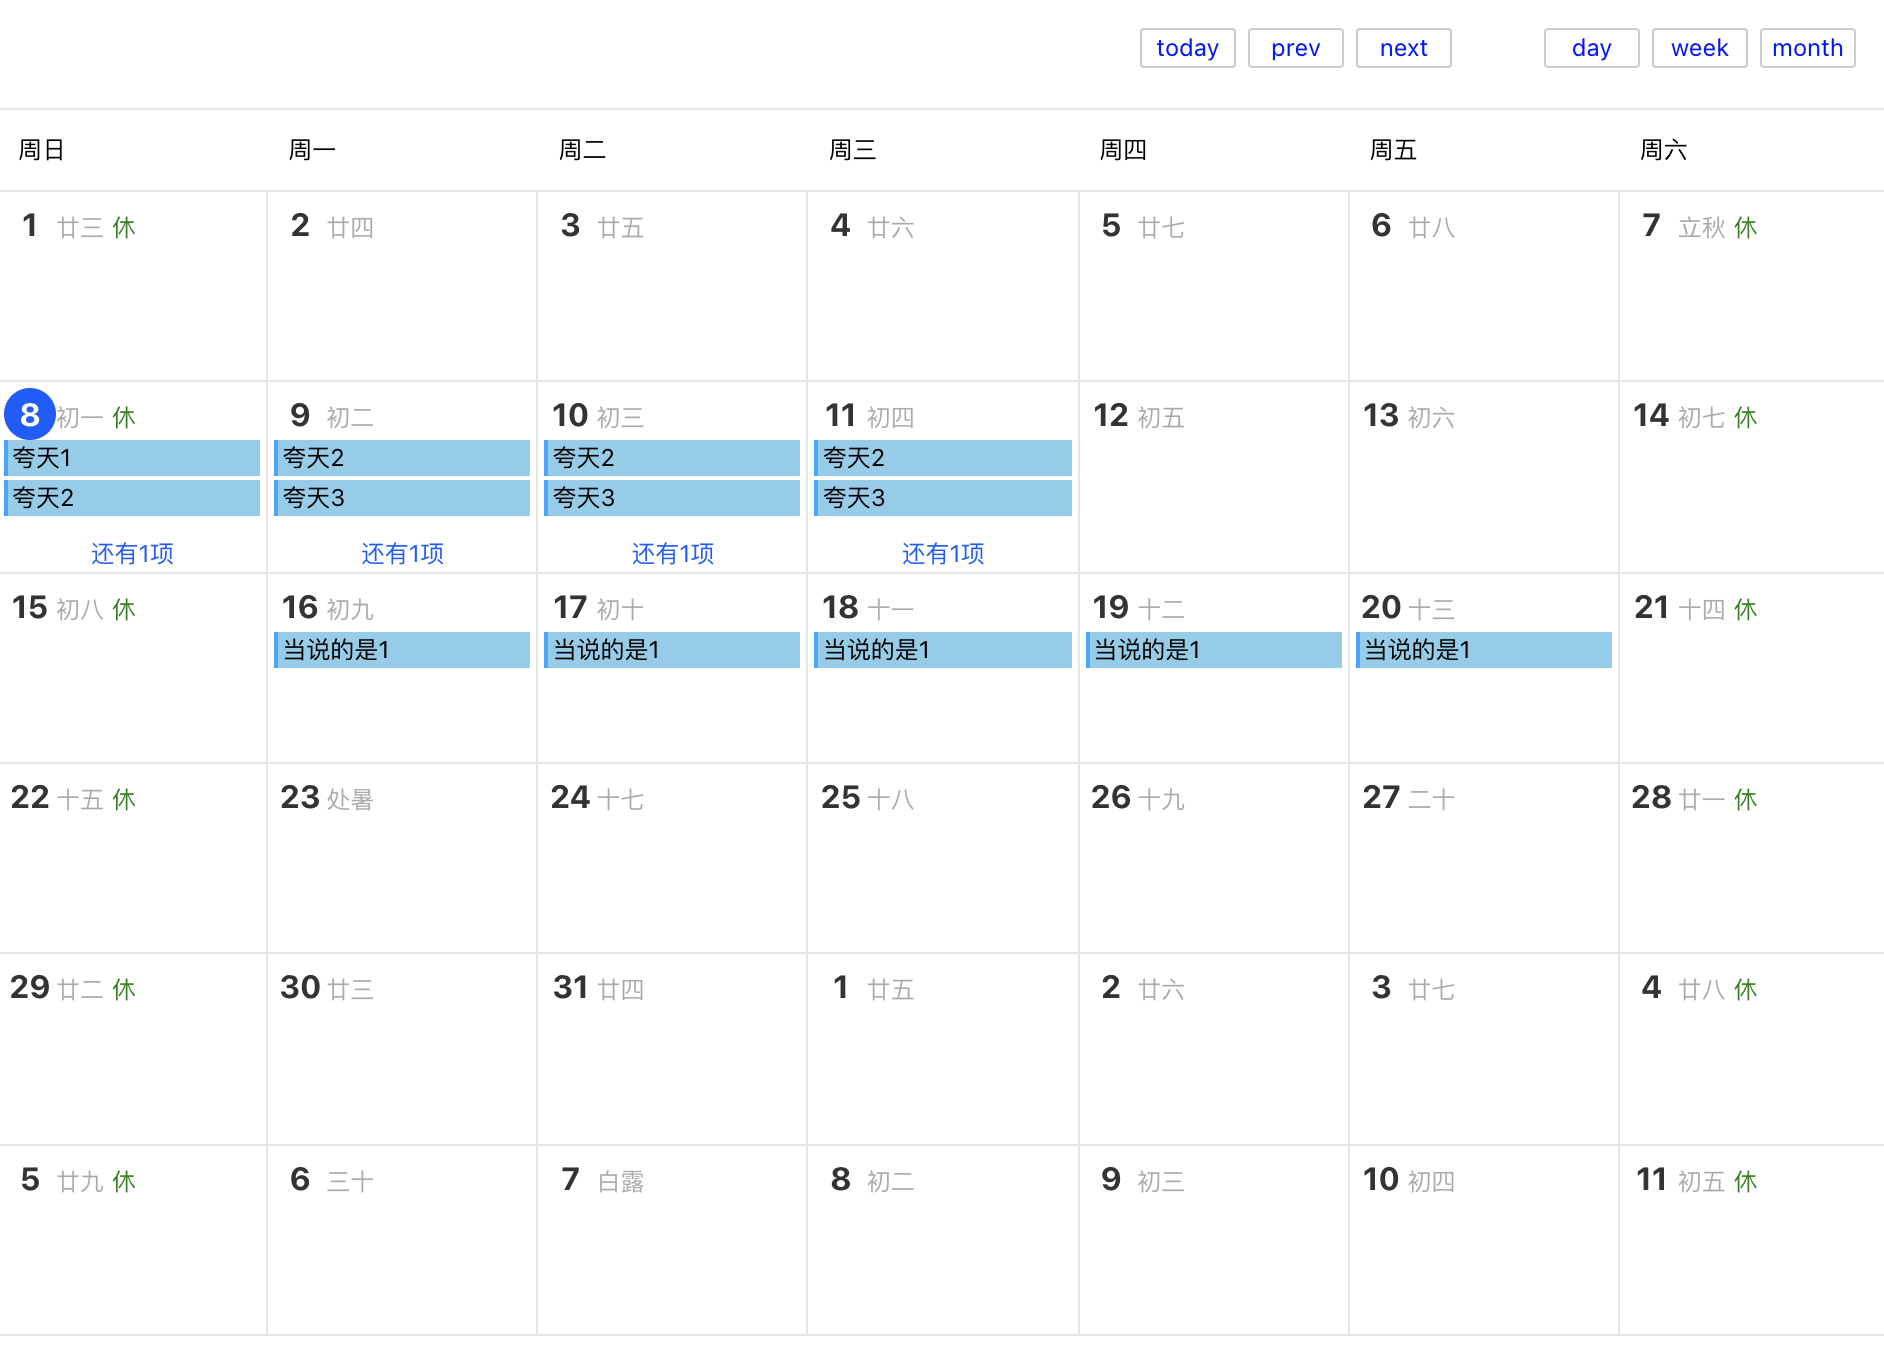 today prev next day week month
周日 周一 周二 周三 周四 周五 周六
1 廿三 休 2 廿四 3 廿五 4 廿六 5 廿七 6 廿八 7 立秋 休
8 初一 休 9 初二 10 初三 11 初四 12 初五 13 初六 14 初七 休
夸天1 夸天2 夸天2 夸天2
夸天2 夸天3 夸天3 夸天3
还有1项 还有1项 还有1项 还有1项
15 初八 休 16 初九 17 初十 18 十一 19 十二 20 十三 21 十四 休
当说的是1 当说的是1 当说的是1 当说的是1 当说的是1
22 十五 休 23 处暑 24 十七 25 十八 26 十九 27 二十 28 廿一 休
29 廿二 休 30 廿三 31 廿四 1 廿五 2 廿六 3 廿七 4 廿八 休
5 廿九 休 6 三十 7 白露 8 初二 9 初三 10 初四 11 初五 休